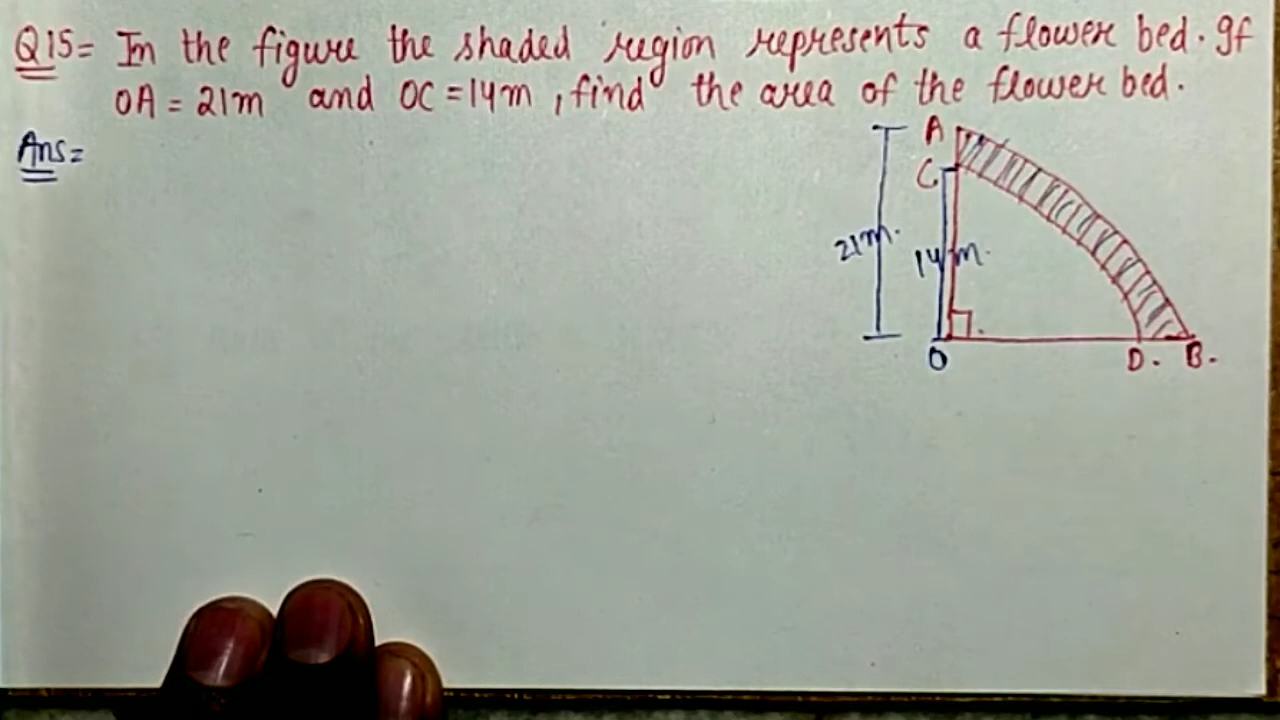 Q15= In the figure the shaded region represents a flower bed. If
OA = 21m and OC = 14m, find the area of the flower bed.
Ans=
A
C
21m.
14m.
O
D.
B.